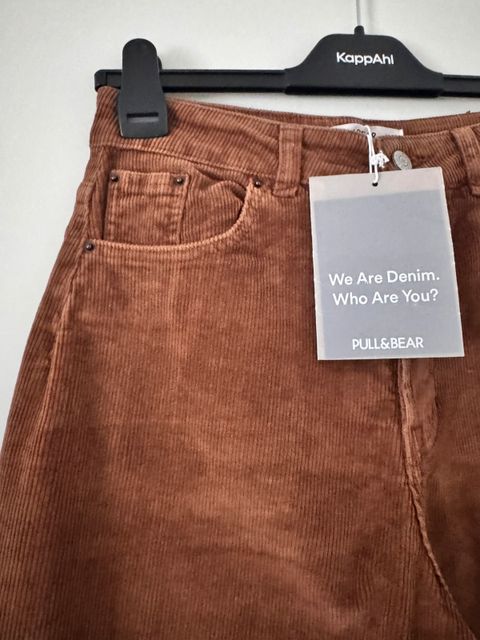 KappAhl
We Are Denim.
Who Are You?
PULL&BEAR